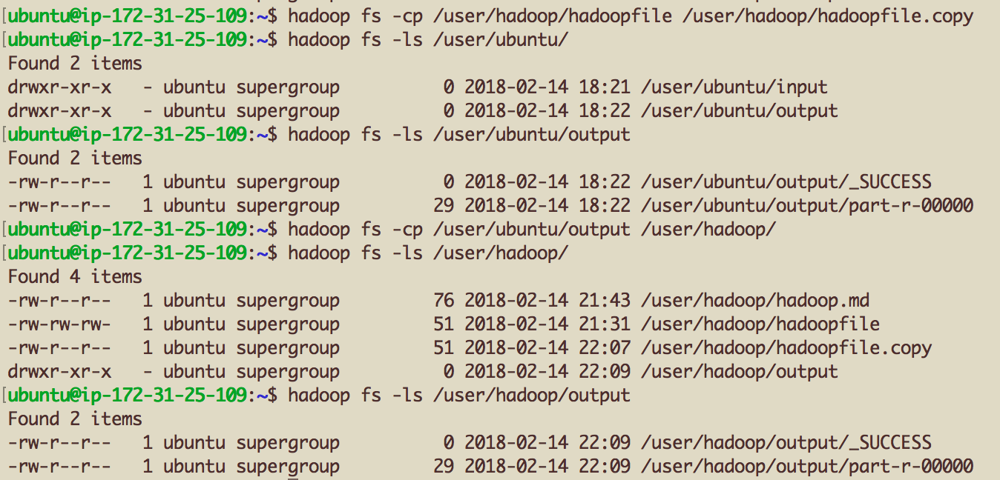 [ubuntu@ip-172-31-25-109:~$ hadoop fs -cp /user/hadoop/hadoopfile /user/hadoop/hadoopfile.copy
[ubuntu@ip-172-31-25-109:~$ hadoop fs -ls /user/ubuntu/
Found 2 items
drwxr-xr-x   - ubuntu supergroup          0 2018-02-14 18:21 /user/ubuntu/input
drwxr-xr-x   - ubuntu supergroup          0 2018-02-14 18:22 /user/ubuntu/output
[ubuntu@ip-172-31-25-109:~$ hadoop fs -ls /user/ubuntu/output
Found 2 items
-rw-r--r--   1 ubuntu supergroup          0 2018-02-14 18:22 /user/ubuntu/output/_SUCCESS
-rw-r--r--   1 ubuntu supergroup         29 2018-02-14 18:22 /user/ubuntu/output/part-r-00000
[ubuntu@ip-172-31-25-109:~$ hadoop fs -cp /user/ubuntu/output /user/hadoop/
[ubuntu@ip-172-31-25-109:~$ hadoop fs -ls /user/hadoop/
Found 4 items
-rw-r--r--   1 ubuntu supergroup         76 2018-02-14 21:43 /user/hadoop/hadoop.md
-rw-rw-rw-   1 ubuntu supergroup         51 2018-02-14 21:31 /user/hadoop/hadoopfile
-rw-r--r--   1 ubuntu supergroup         51 2018-02-14 22:07 /user/hadoop/hadoopfile.copy
drwxr-xr-x   - ubuntu supergroup          0 2018-02-14 22:09 /user/hadoop/output
[ubuntu@ip-172-31-25-109:~$ hadoop fs -ls /user/hadoop/output
Found 2 items
-rw-r--r--   1 ubuntu supergroup          0 2018-02-14 22:09 /user/hadoop/output/_SUCCESS
-rw-r--r--   1 ubuntu supergroup         29 2018-02-14 22:09 /user/hadoop/output/part-r-00000